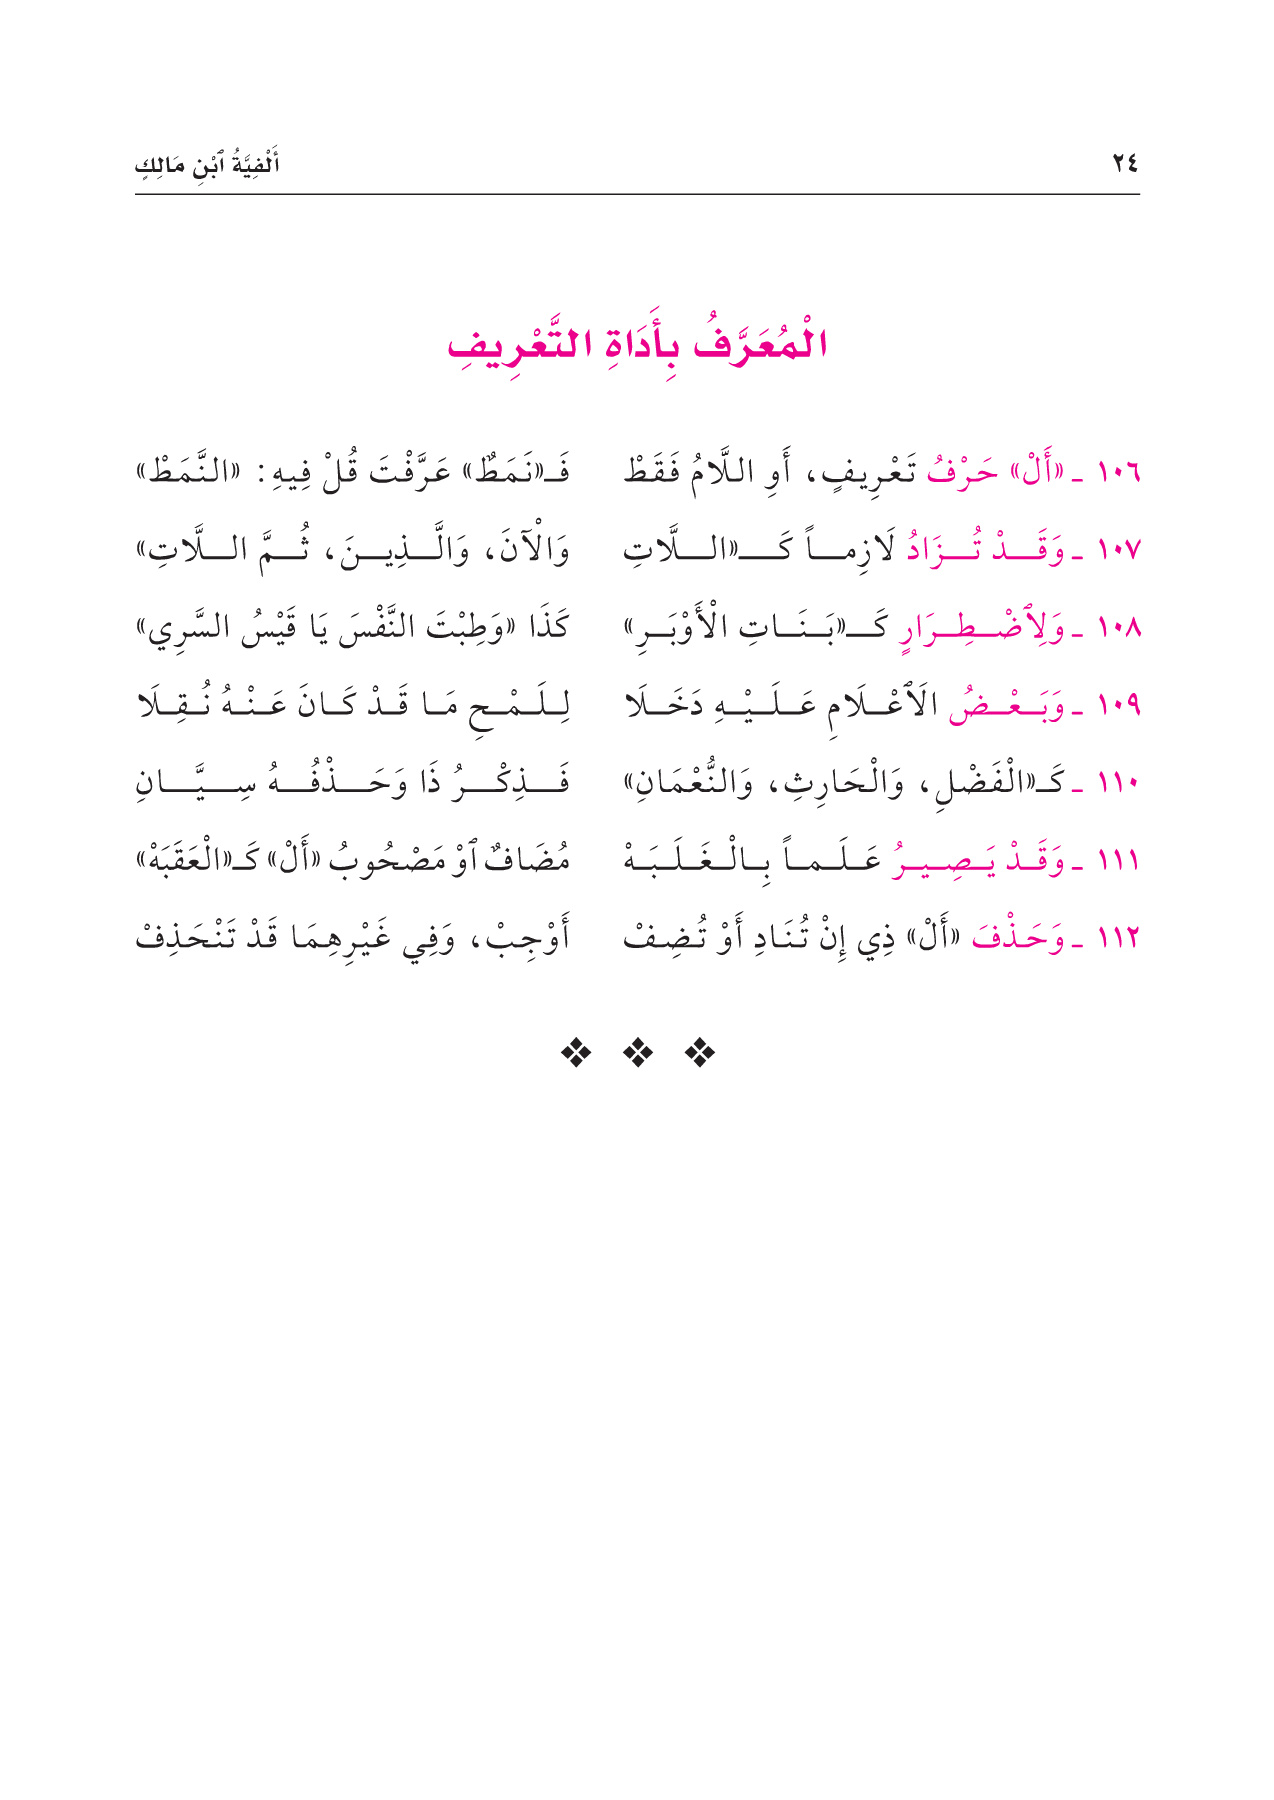 ٢٤ أَلْفِيَّةُ ٱبْنِ مَالِكٍ
الْمُعَرَّفُ بِأَدَاةِ التَّعْرِيفِ
١٠٦ ـ «أَلْ» حَرْفُ تَعْرِيفٍ، أَوِ اللَّامُ فَقَطْ فَـ«نَمَطٌ» عَرَّفْتَ قُلْ فِيهِ: «النَّمَطْ»
١٠٧ ـ وَقَدْ تُزَادُ لَازِماً كَـ«اللَّاتِ وَالْآنَ، وَالَّذِينَ، ثُمَّ اللَّاتِ»
١٠٨ ـ وَلِٱضْطِرَارٍ كَـ«بَنَاتِ الْأَوْبَرِ» كَذَا «وَطِبْتَ النَّفْسَ يَا قَيْسُ السَّرِي»
١٠٩ ـ وَبَعْضُ الَٱعْلَامِ عَلَيْهِ دَخَلَا لِلَمْحِ مَا قَدْ كَانَ عَنْهُ نُقِلَا
١١٠ ـ كَـ«الْفَضْلِ، وَالْحَارِثِ، وَالنُّعْمَانِ» فَذِكْرُ ذَا وَحَذْفُهُ سِيَّانِ
١١١ ـ وَقَدْ يَصِيرُ عَلَماً بِالْغَلَبَهْ مُضَافٌ ٱوْ مَصْحُوبُ «أَلْ» كَـ«الْعَقَبَهْ»
١١٢ ـ وَحَذْفَ «أَلْ» ذِي إِنْ تُنَادِ أَوْ تُضِفْ أَوْجِبْ، وَفِي غَيْرِهِمَا قَدْ تَنْحَذِفْ